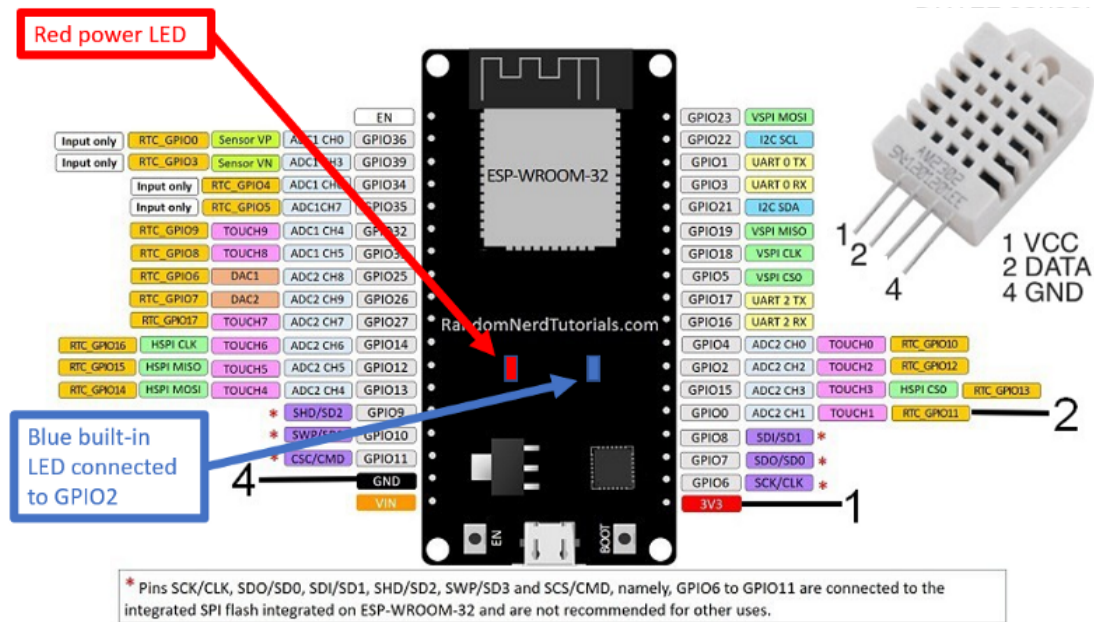 Red power LED
EN
Input only RTC_GPIO0 Sensor VP ADC1 CH0 GPIO36
Input only RTC_GPIO3 Sensor VN ADC1 CH3 GPIO39
Input only RTC_GPIO4 ADC1 GPIO34
Input only RTC_GPIO5 ADC1CH7 GPIO35
RTC_GPIO9 TOUCH9 ADC1 CH4 GPIO32
RTC_GPIO8 TOUCH8 ADC1 CH5
RTC_GPIO6 DAC1 ADC2 CH8 GPIO25
RTC_GPIO7 DAC2 ADC2 CH9 GPIO26
RTC_GPIO17 TOUCH7 ADC2 CH7 GPIO27
RTC_GPIO16 HSPI CLK TOUCH6 ADC2 CH6 GPIO14
RTC_GPIO15 HSPI MISO TOUCH5 ADC2 CH5 GPIO12
RTC_GPIO14 HSPI MOSI TOUCH4 ADC2 CH4 GPIO13
* SHD/SD2 GPIO9
* GPIO10
* CSC/CMD GPIO11
4 GND
VIN
Blue built-in
LED connected
to GPIO2
ESP-WROOM-32
RandomNerdTutorials.com
EN
BOOT
GPIO23 VSPI MOSI
GPIO22 I2C SCL
GPIO1 UART 0 TX
GPIO3 UART 0 RX
GPIO21 I2C SDA
GPIO19 VSPI MISO
GPIO18 VSPI CLK
GPIO5 VSPI CS0
GPIO17 UART 2 TX
GPIO16 UART 2 RX
GPIO4 ADC2 CH0 TOUCH0 RTC_GPIO10
GPIO2 ADC2 CH2 TOUCH2 RTC_GPIO12
GPIO15 ADC2 CH3 TOUCH3 HSPI CS0 RTC_GPIO13
GPIO0 ADC2 CH1 TOUCH1 RTC_GPIO11 2
GPIO8 SDI/SD1 *
GPIO7 SDO/SD0 *
GPIO6 SCK/CLK *
3V3 1
AM2302
1
2
4
1 VCC
2 DATA
4 GND
* Pins SCK/CLK, SDO/SD0, SDI/SD1, SHD/SD2, SWP/SD3 and SCS/CMD, namely, GPIO6 to GPIO11 are connected to the
integrated SPI flash integrated on ESP-WROOM-32 and are not recommended for other uses.